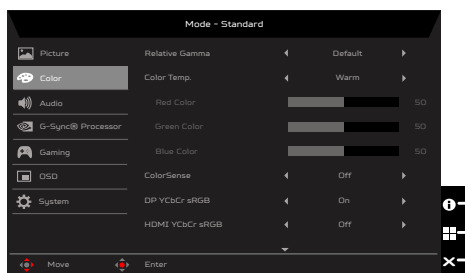 Mode - Standard
Picture
Relative Gamma Default
Color
Color Temp. Warm
Audio
Red Color 50
G-Sync® Processor
Green Color 50
Gaming
Blue Color 50
OSD
ColorSense Off
System
DP YCbCr sRGB On
HDMI YCbCr sRGB Off
Move Enter